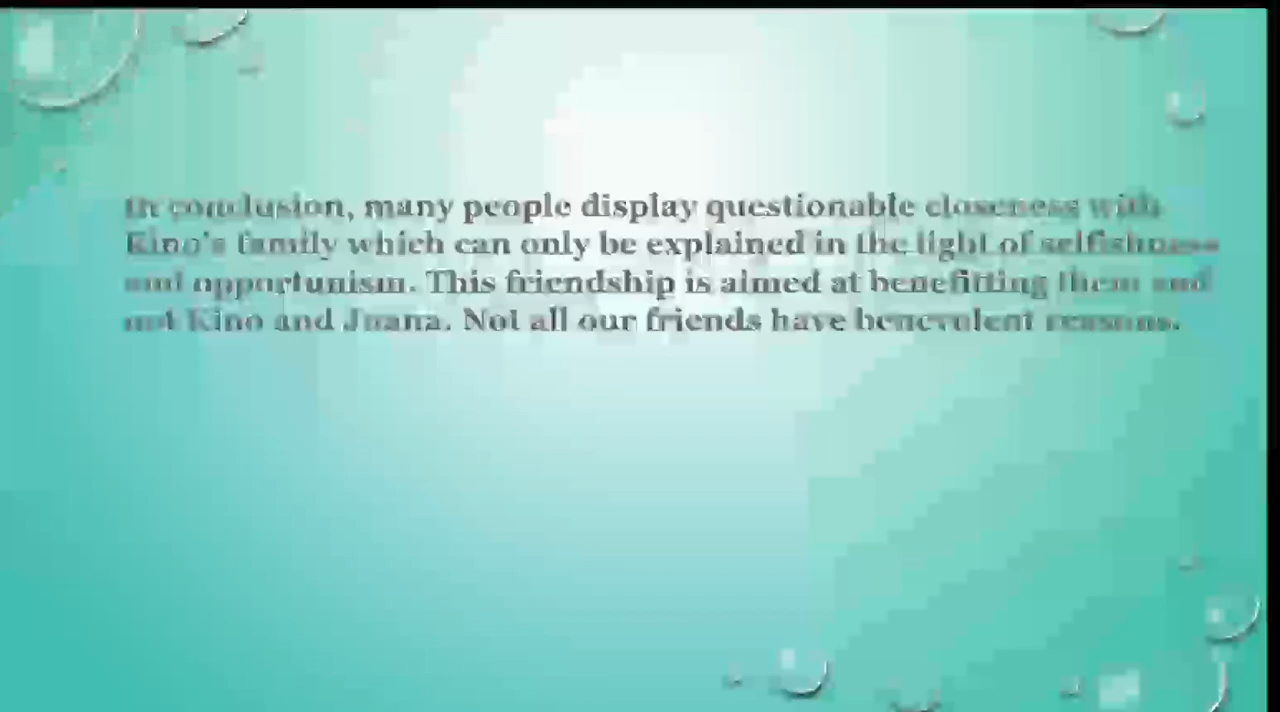 In conclusion, many people display questionable closeness with
Kino's family which can only be explained in the light of selfishness
and opportunism. This friendship is aimed at benefitting them and
not Kino and Juana. Not all our friends have benevolent reasons.